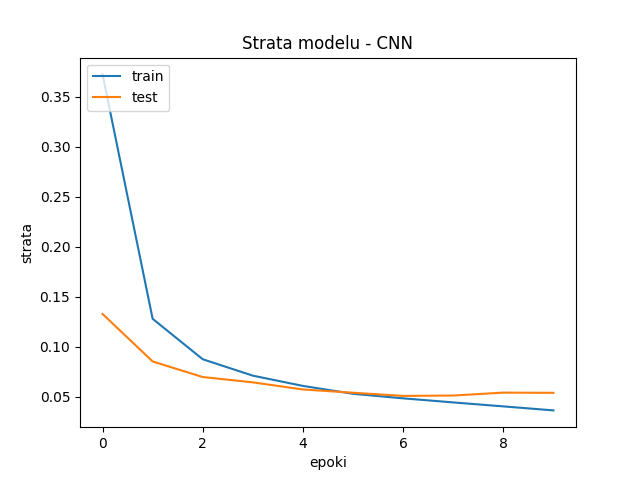 Strata modelu - CNN
train
test
0.35
0.30
0.25
0.20
0.15
0.10
0.05
strata
0 2 4 6 8
epoki